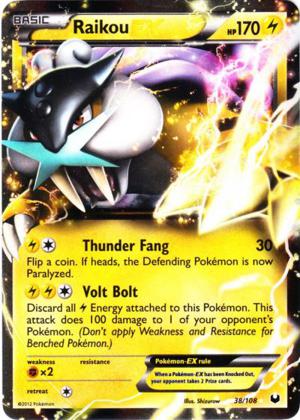 BASIC
Raikou HP170
Thunder Fang 30
Flip a coin. If heads, the Defending Pokémon is now
Paralyzed.
Volt Bolt
Discard all Energy attached to this Pokémon. This
attack does 100 damage to 1 of your opponent's
Pokémon. (Don't apply Weakness and Resistance for
Benched Pokémon.)
weakness resistance
×2
retreat
Pokémon-EX rule
When a Pokémon-EX has been Knocked Out,
your opponent takes 2 Prize cards.
©2012 Pokémon
Illus. Shizurow 38/108